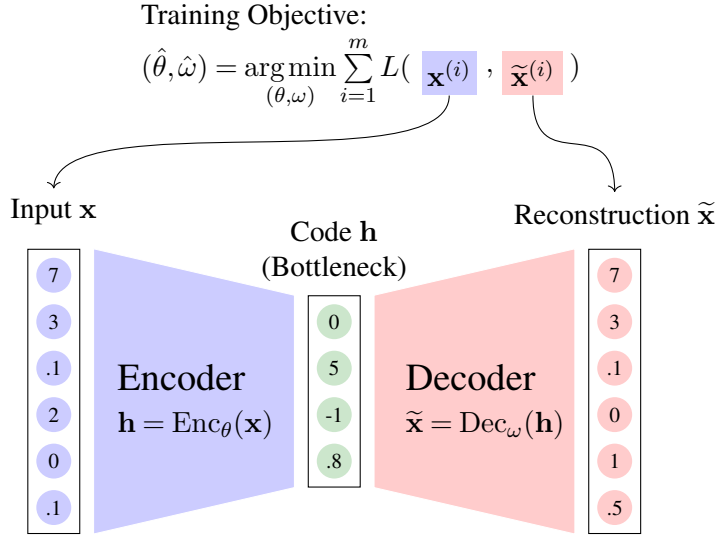 Training Objective:
(θ̂, ω̂) = arg min_(θ,ω) ∑_{i=1}^{m} L( x^(i) , x̃^(i) )
Input x
Reconstruction x̃
Code h
(Bottleneck)
7
3
.1
2
0
.1
Encoder
h = Enc_θ(x)
0
5
-1
.8
Decoder
x̃ = Dec_ω(h)
7
3
.1
0
1
.5